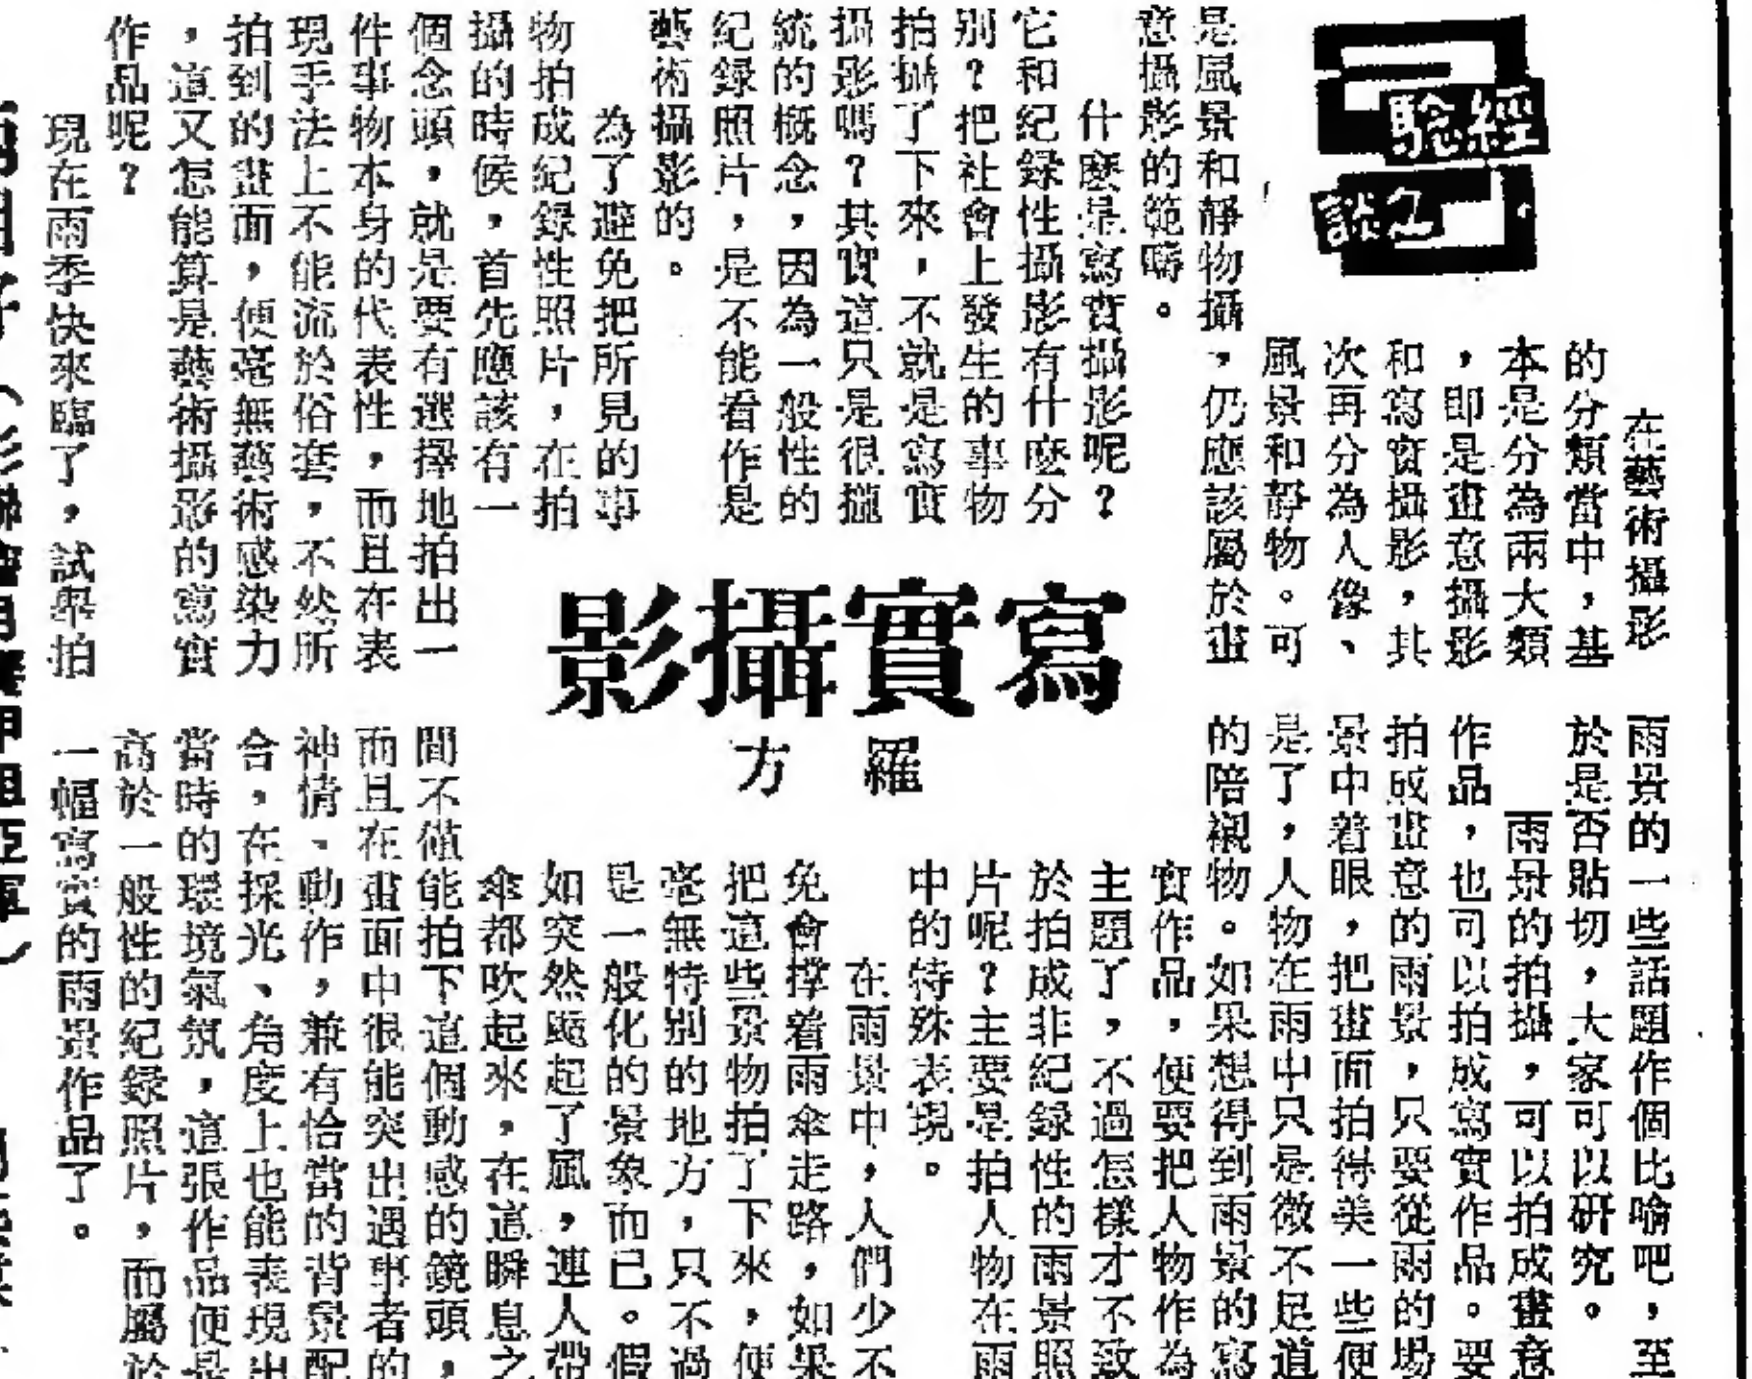 經驗
之談
寫實攝影
羅方
在藝術攝影
的分類當中，基
本是分為兩大類
，即是畫意攝影
和寫實攝影，其
次再分為人像、
風景和靜物。可
是風景和靜物攝，仍應該屬於畫
意攝影的範疇。
什麼是寫實攝影呢？
它和紀錄性攝影有什麼分
別？把社會上發生的事物
拍攝了下來，不就是寫實
攝影嗎？其實這只是很攏
統的概念，因為一般性的
紀錄照片，是不能看作是
藝術攝影的。
為了避免把所見的事
物拍成紀錄性照片，在拍
攝的時候，首先應該有一
個念頭，就是要有選擇地拍出一
件事物本身的代表性，而且在表
現手法上不能流於俗套，不然所
拍到的畫面，便毫無藝術感染力
，這又怎能算是藝術攝影的寫實
作品呢？
現在雨季快來臨了，試舉拍
雨景的一些話題作個比喻吧，至
於是否貼切，大家可以研究。
雨景的拍攝，可以拍成畫意
作品，也可以拍成寫實作品。要
拍成畫意的雨景，只要從雨的場
景中着眼，把畫面拍得美一些便
是了，人物在雨中只是微不足道
的陪襯物。如果想得到雨景的寫
實作品，便要把人物作為
主題了，不過怎樣才不致
於拍成非紀錄性的雨景照
片呢？主要是拍人物在雨
中的特殊表現。
在雨景中，人們少不
免會撑着雨傘走路，如果
把這些景物拍了下來，便
毫無特別的地方，只不過
是一般化的景象而已。假
如突然颳起了風，連人帶
傘都吹起來，在這瞬息之
間不僅能拍下這個動感的鏡頭，
而且在畫面中很能突出遇事者的
神情、動作，兼有恰當的背景配
合，在採光、角度上也能表現出
當時的環境氣氛，這張作品便是
高於一般性的紀錄照片，而屬於
一幅寫實的雨景作品了。